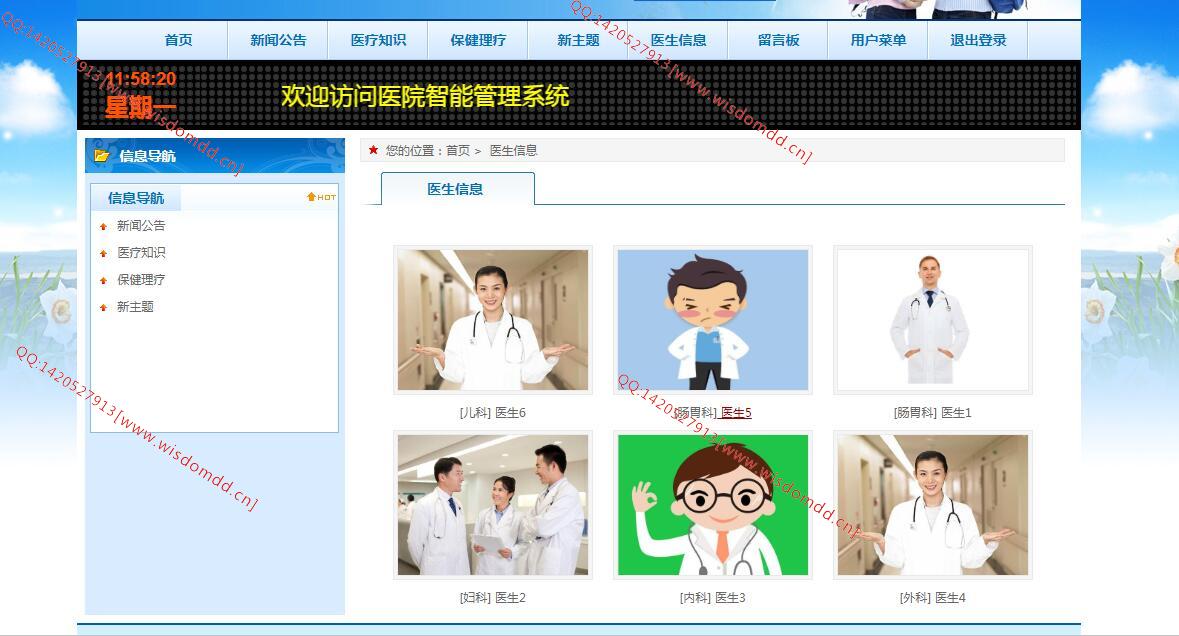 首页 新闻公告 医疗知识 保健理疗 新主题 医生信息 留言板 用户菜单 退出登录
11:58:20
星期一
欢迎访问医院智能管理系统
信息导航
您的位置：首页 > 医生信息
信息导航
HOT
医生信息
新闻公告
医疗知识
保健理疗
新主题
[儿科] 医生6
[肠胃科] 医生5
[肠胃科] 医生1
[妇科] 医生2
[内科] 医生3
[外科] 医生4
QQ:1420527913[www.wisdomdd.cn]
QQ:1420527913[www.wisdomdd.cn]
QQ:1420527913[www.wisdomdd.cn]
QQ:1420527913[www.wisdomdd.cn]